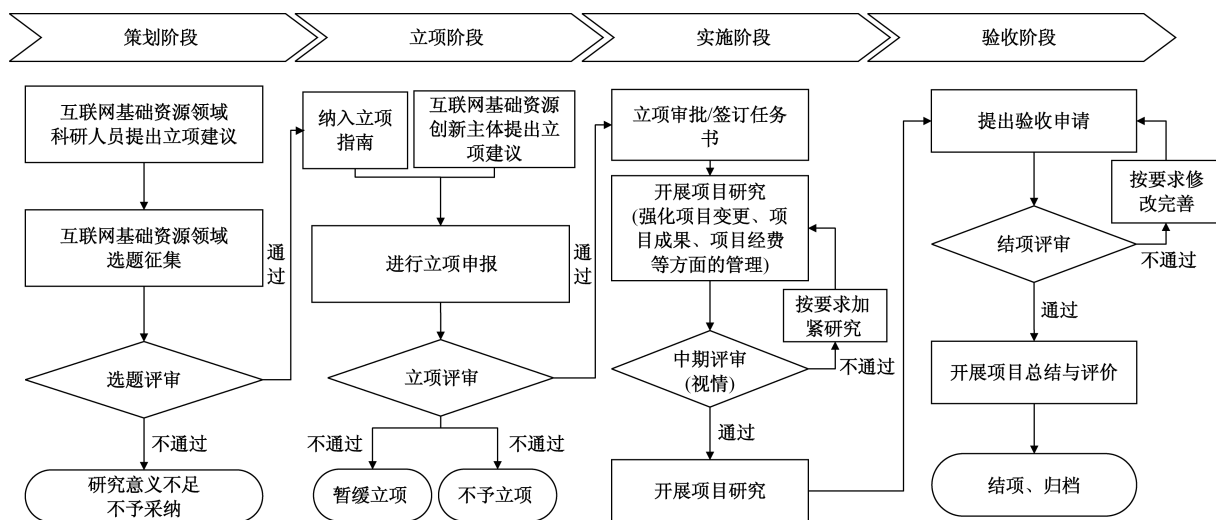 策划阶段
立项阶段
实施阶段
验收阶段
互联网基础资源领域
科研人员提出立项建议
互联网基础资源领域
选题征集
选题评审
通
过
不通过
研究意义不足
不予采纳
纳入立项
指南
互联网基础资源
创新主体提出立
项建议
进行立项申报
立项评审
通
过
不通过
不通过
暂缓立项
不予立项
立项审批/签订任务
书
开展项目研究
(强化项目变更、项
目成果、项目经费
等方面的管理)
按要求加
紧研究
中期评审
(视情)
不通过
通过
开展项目研究
提出验收申请
按要求修
改完善
结项评审
不通过
通过
开展项目总结与评价
结项、归档